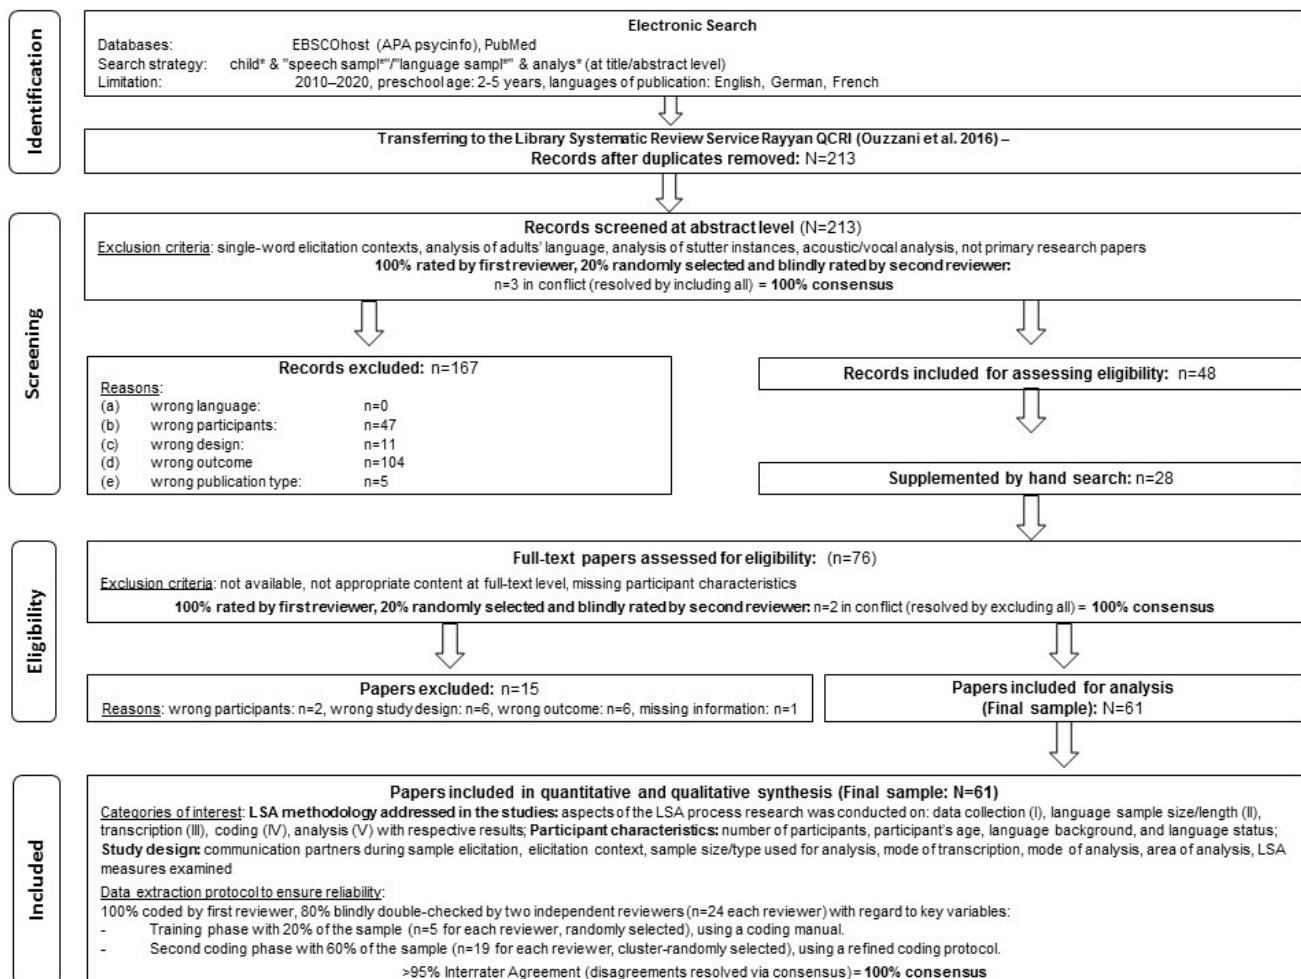 Identification
Electronic Search
Databases: EBSCOhost (APA psycinfo), PubMed
Search strategy: child* & "speech sampl*"/"language sampl*" & analys* (at title/abstract level)
Limitation: 2010–2020, preschool age: 2-5 years, languages of publication: English, German, French
Transferring to the Library Systematic Review Service Rayyan QCRI (Ouzzani et al. 2016) –
Records after duplicates removed: N=213
Screening
Records screened at abstract level (N=213)
Exclusion criteria: single-word elicitation contexts, analysis of adults' language, analysis of stutter instances, acoustic/vocal analysis, not primary research papers
100% rated by first reviewer, 20% randomly selected and blindly rated by second reviewer:
n=3 in conflict (resolved by including all) = 100% consensus
Records excluded: n=167
Reasons:
(a) wrong language: n=0
(b) wrong participants: n=47
(c) wrong design: n=11
(d) wrong outcome n=104
(e) wrong publication type: n=5
Records included for assessing eligibility: n=48
Supplemented by hand search: n=28
Eligibility
Full-text papers assessed for eligibility: (n=76)
Exclusion criteria: not available, not appropriate content at full-text level, missing participant characteristics
100% rated by first reviewer, 20% randomly selected and blindly rated by second reviewer: n=2 in conflict (resolved by excluding all) = 100% consensus
Papers excluded: n=15
Reasons: wrong participants: n=2, wrong study design: n=6, wrong outcome: n=6, missing information: n=1
Papers included for analysis
(Final sample): N=61
Included
Papers included in quantitative and qualitative synthesis (Final sample: N=61)
Categories of interest: LSA methodology addressed in the studies: aspects of the LSA process research was conducted on: data collection (I), language sample size/length (II),
transcription (III), coding (IV), analysis (V) with respective results; Participant characteristics: number of participants, participant's age, language background, and language status;
Study design: communication partners during sample elicitation, elicitation context, sample size/type used for analysis, mode of transcription, mode of analysis, area of analysis, LSA
measures examined
Data extraction protocol to ensure reliability:
100% coded by first reviewer, 80% blindly double-checked by two independent reviewers (n=24 each reviewer) with regard to key variables:
- Training phase with 20% of the sample (n=5 for each reviewer, randomly selected), using a coding manual.
- Second coding phase with 60% of the sample (n=19 for each reviewer, cluster-randomly selected), using a refined coding protocol.
>95% Interrater Agreement (disagreements resolved via consensus) = 100% consensus